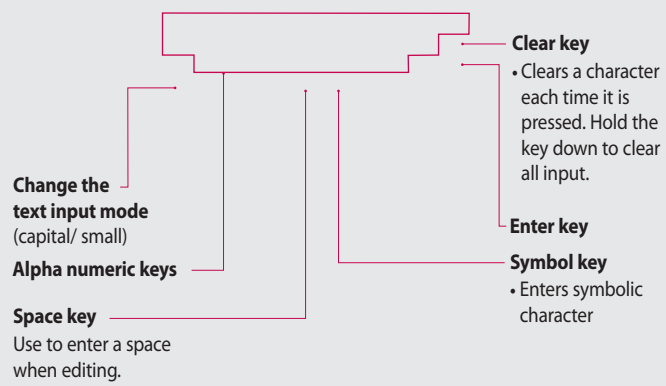 Clear key
• Clears a character
each time it is
pressed. Hold the
key down to clear
all input.
Change the
text input mode
(capital/ small)
Enter key
Alpha numeric keys
Symbol key
• Enters symbolic
character
Space key
Use to enter a space
when editing.